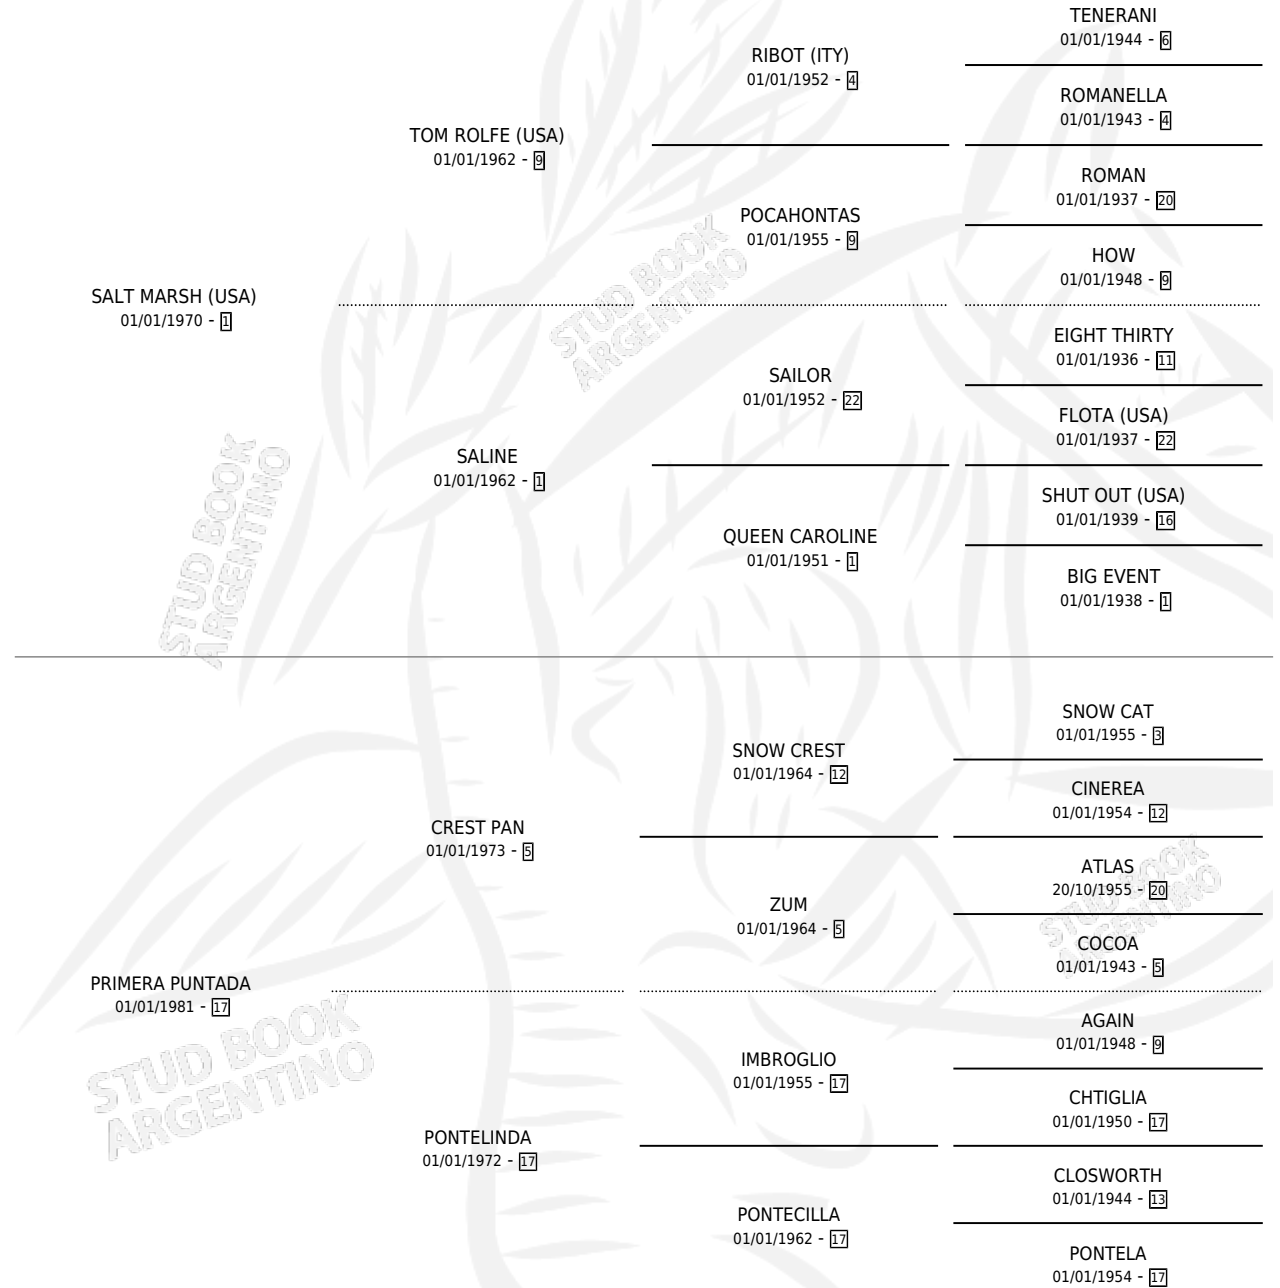 TENERANI
01/01/1944 - 6
RIBOT (ITY)
01/01/1952 - 4
ROMANELLA
01/01/1943 - 4
TOM ROLFE (USA)
01/01/1962 - 9
ROMAN
01/01/1937 - 20
POCAHONTAS
01/01/1955 - 9
HOW
01/01/1948 - 9
SALT MARSH (USA)
01/01/1970 - 1
STUD BOOK
ARGENTINO
EIGHT THIRTY
01/01/1936 - 11
SAILOR
01/01/1952 - 22
FLOTA (USA)
01/01/1937 - 22
SALINE
01/01/1962 - 1
SHUT OUT (USA)
01/01/1939 - 16
QUEEN CAROLINE
01/01/1951 - 1
BIG EVENT
01/01/1938 - 1
STUD BOOK
ARGENTINO
SNOW CAT
01/01/1955 - 3
SNOW CREST
01/01/1964 - 12
CINEREA
01/01/1954 - 12
CREST PAN
01/01/1973 - 5
ATLAS
20/10/1955 - 20
ZUM
01/01/1964 - 5
COCOA
01/01/1943 - 5
STUD BOOK
ARGENTINO
PRIMERA PUNTADA
01/01/1981 - 17
AGAIN
01/01/1948 - 9
IMBROGLIO
01/01/1955 - 17
CHTIGLIA
01/01/1950 - 17
STUD BOOK
ARGENTINO
PONTELINDA
01/01/1972 - 17
CLOSWORTH
01/01/1944 - 13
PONTECILLA
01/01/1962 - 17
PONTELA
01/01/1954 - 17